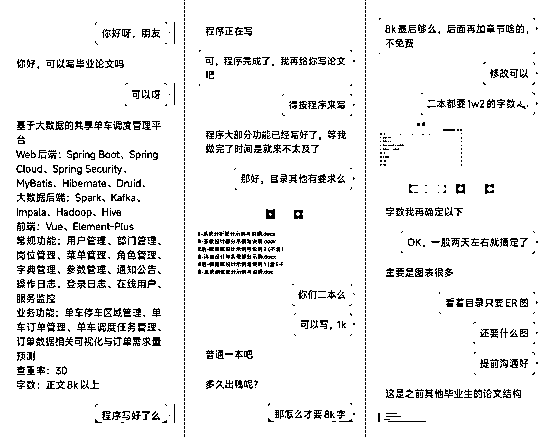 你好呀，朋友
你好，可以写毕业论文吗
可以呀
基于大数据的共享单车调度管理平
台
Web后端：Spring Boot、Spring
Cloud、Spring Security、
MyBatis、Hibernate、Druid、
大数据后端：Spark、Kafka、
Impala、Hadoop、Hive
前端：Vue、Element-Plus
常规功能：用户管理、部门管理、
岗位管理、菜单管理、角色管理、
字典管理、参数管理、通知公告、
操作日志、登录日志、在线用户、
服务监控
业务功能：单车停车区域管理、单
车订单管理、单车调度任务管理、
订单数据相关可视化与订单需求量
预测
查重率：30
字数：正文8k以上
程序写好了么
程序正在写
可，程序完成了，我再给你写论文
吧
得按程序来写
程序大部分功能已经写好了，等我
做完了时间是就来不太及了
那好，目录其他有要求么
你们二本么
可以写，1k
普通一本吧
多久出稿呢？
那怎么才要8k字
8k最后够么，后面再加章节啥的，
不免费
修改可以
二本都要1w2的字数
字数我再确定以下
OK，一般两天左右就搞定了
主要是图表很多
看着目录只要ER图
还要什么图
提前沟通好
这是之前其他毕业生的论文结构